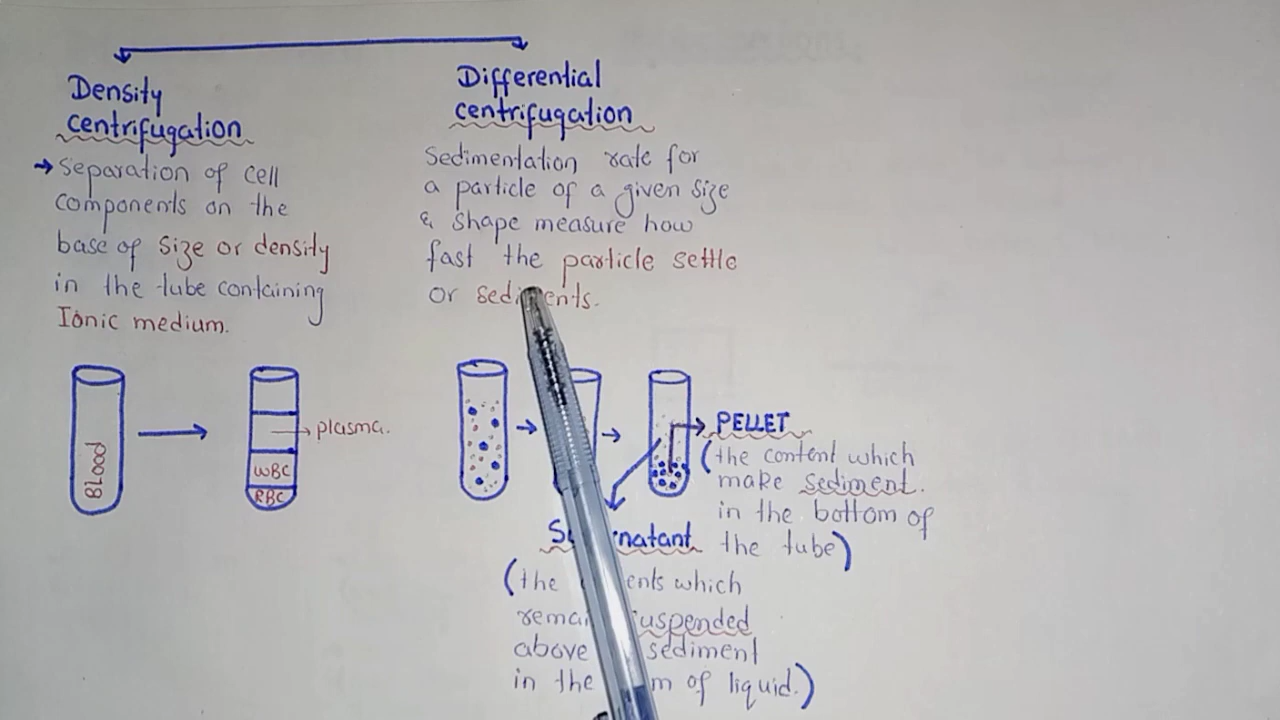 Density
centrifugation
→ separation of cell
components on the
base of size or density
in the tube containing
Ionic medium.
Blood
plasma.
WBC
RBC
Differential
centrifugation
Sedimentation rate for
a particle of a given size
& shape measure how
fast the particle settle
or sediments.
PELLET
(the content which
make sediment.
in the bottom of
the tube)
(the which
suspended
above sediment
in the of liquid.)